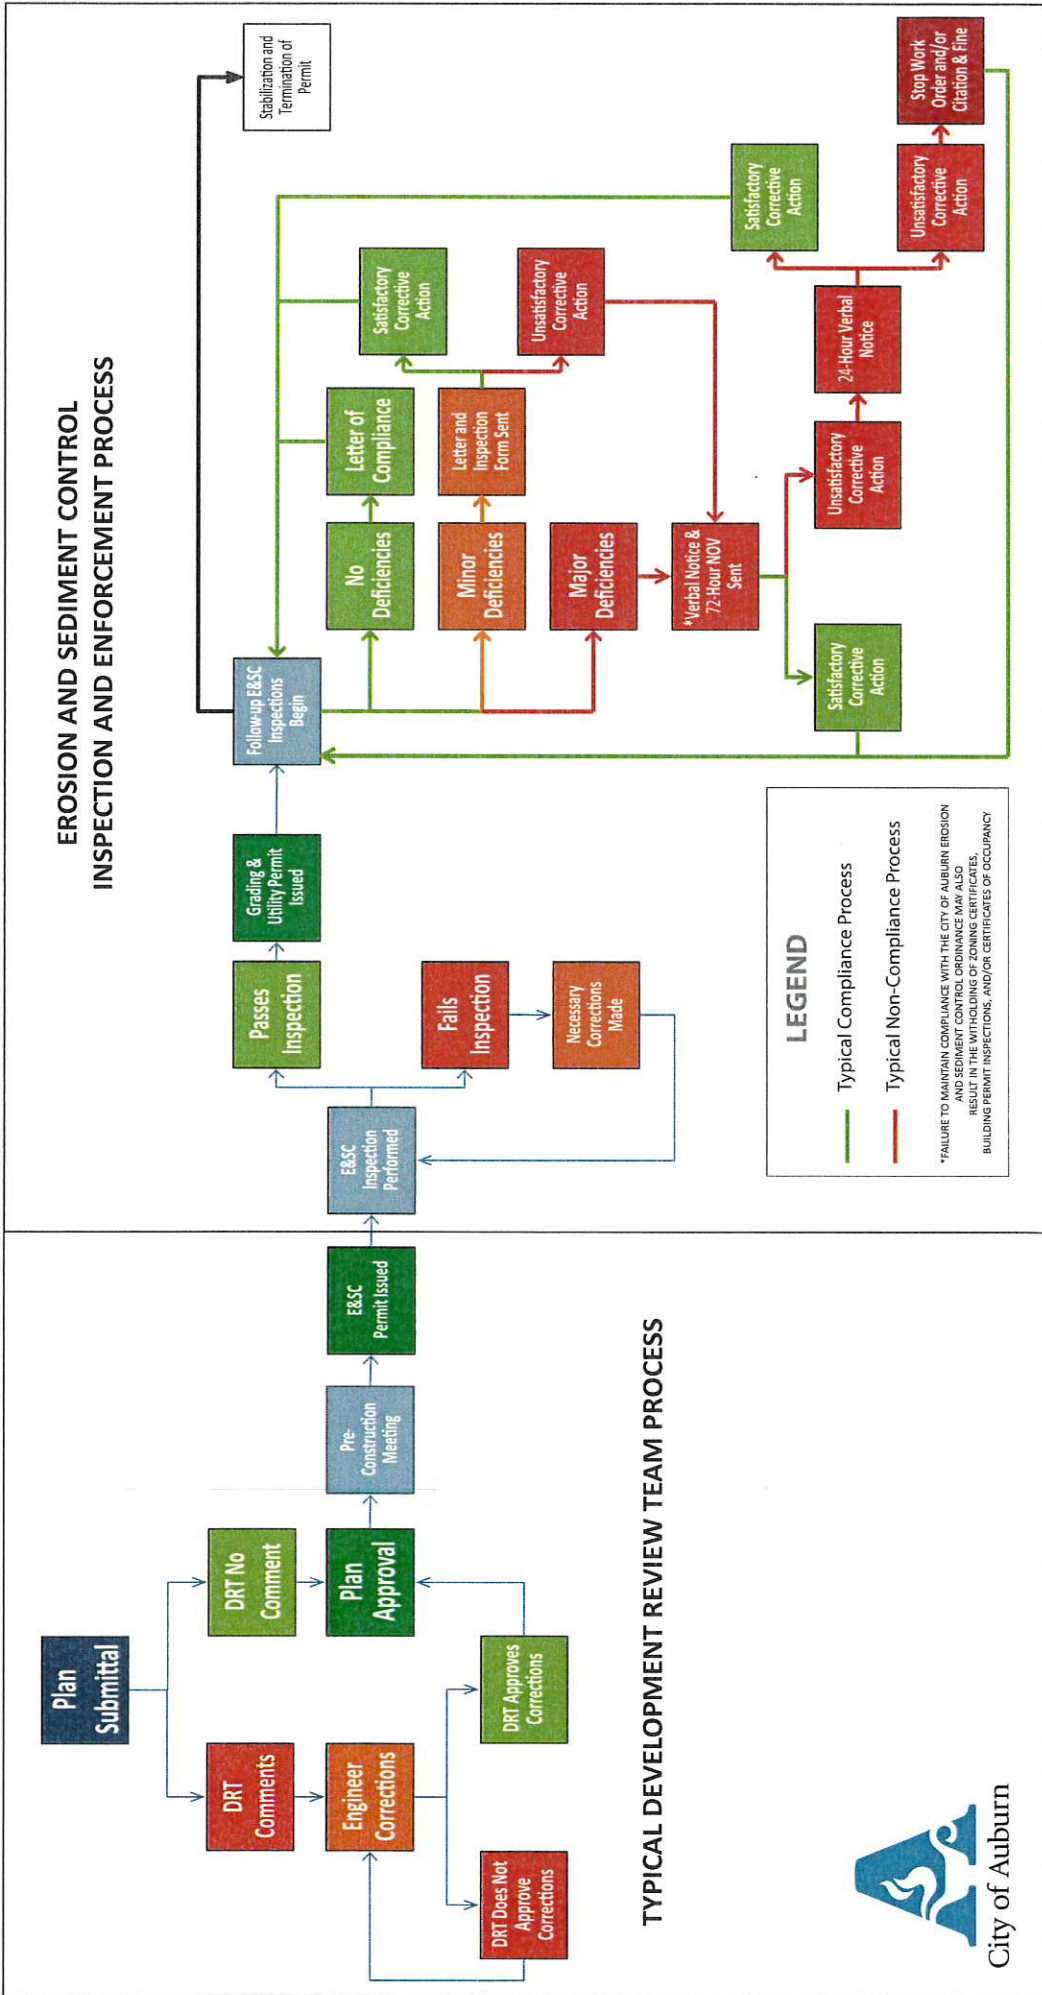 EROSION AND SEDIMENT CONTROL
INSPECTION AND ENFORCEMENT PROCESS
Plan
Submittal
DRT
Comments
DRT No
Comment
Engineer
Corrections
Plan
Approval
DRT Does Not
Approve
Corrections
DRT Approves
Corrections
Pre-
Construction
Meeting
E&SC
Permit Issued
TYPICAL DEVELOPMENT REVIEW TEAM PROCESS
City of Auburn
E&SC
Inspection
Performed
Passes
Inspection
Fails
Inspection
Necessary
Corrections
Made
Grading &
Utility Permit
Issued
Follow-up E&SC
Inspections
Begin
Stabilization and
Termination of
Permit
No
Deficiencies
Letter of
Compliance
Minor
Deficiencies
Letter and
Inspection
Form Sent
Satisfactory
Corrective
Action
Unsatisfactory
Corrective
Action
Major
Deficiencies
*Verbal Notice &
72-Hour NOV
Sent
Satisfactory
Corrective
Action
Unsatisfactory
Corrective
Action
24-Hour Verbal
Notice
Satisfactory
Corrective
Action
Unsatisfactory
Corrective
Action
Stop Work
Order and/or
Citation & Fine
LEGEND
Typical Compliance Process
Typical Non-Compliance Process
*FAILURE TO MAINTAIN COMPLIANCE WITH THE CITY OF AUBURN EROSION
AND SEDIMENT CONTROL ORDINANCE MAY ALSO
RESULT IN THE WITHOLDING OF ZONING CERTIFICATES,
BUILDING PERMIT INSPECTIONS, AND/OR CERTIFICATES OF OCCUPANCY